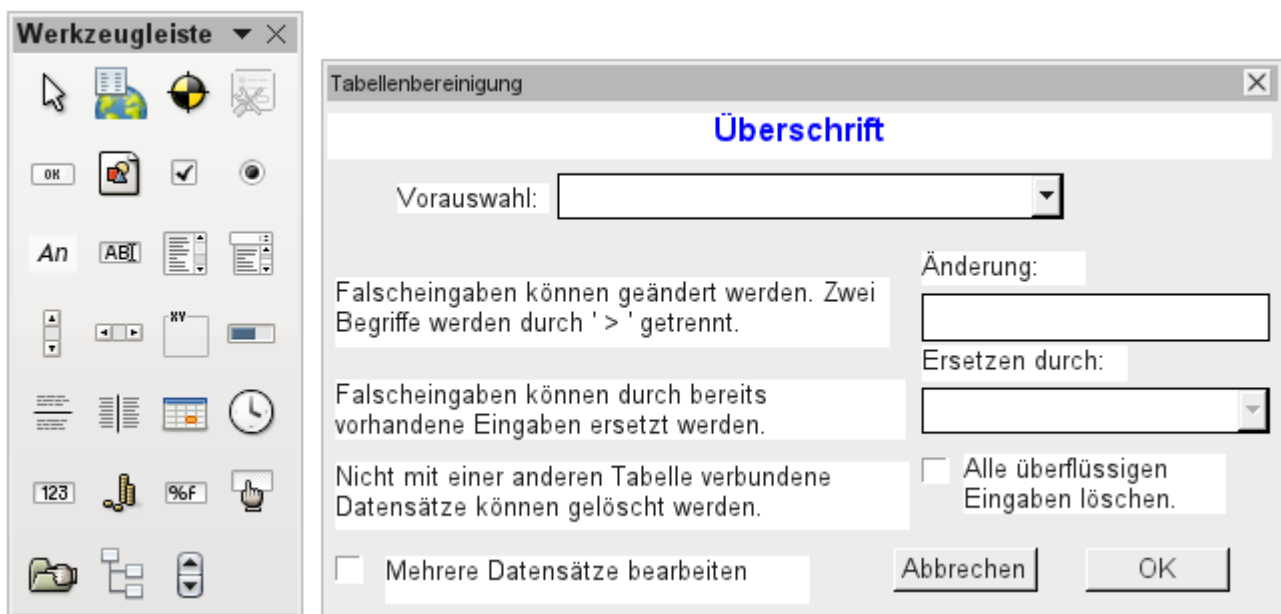 Werkzeugleiste
OK
An
ABI
XY
123
%F
Tabellenbereinigung
Überschrift
Vorauswahl:
Änderung:
Falscheingaben können geändert werden. Zwei
Begriffe werden durch ' > ' getrennt.
Ersetzen durch:
Falscheingaben können durch bereits
vorhandene Eingaben ersetzt werden.
Nicht mit einer anderen Tabelle verbundene
Datensätze können gelöscht werden.
Alle überflüssigen
Eingaben löschen.
Mehrere Datensätze bearbeiten
Abbrechen
OK